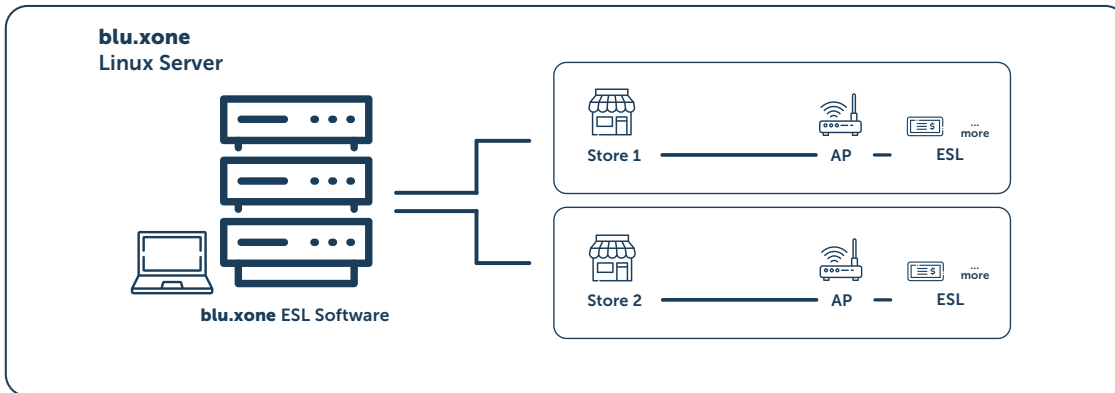 blu.xone
Linux Server
blu.xone ESL Software
Store 1
AP
ESL
...
more
$
Store 2
AP
ESL
...
more
$